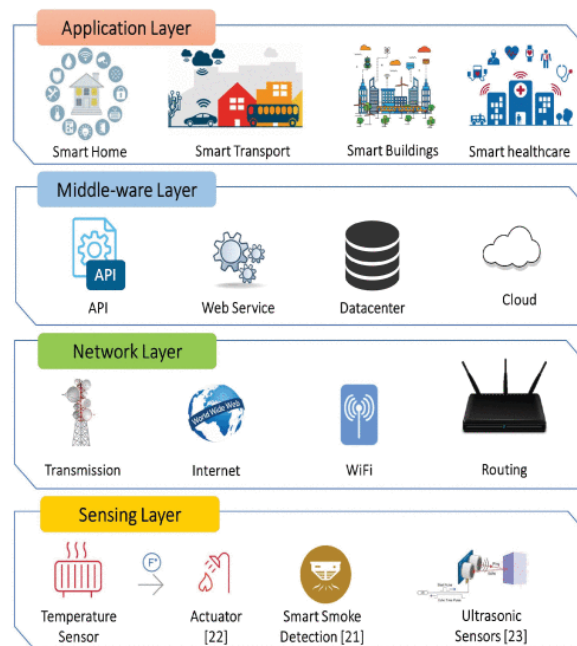 Application Layer
Smart Home
Smart Transport
Smart Buildings
Smart healthcare
Middle-ware Layer
API
API
Web Service
Datacenter
Cloud
Network Layer
World Wide Web
Transmission
Internet
WiFi
Routing
Sensing Layer
F°
Temperature
Sensor
Actuator
[22]
Smart Smoke
Detection [21]
Ultrasonic
Sensors [23]